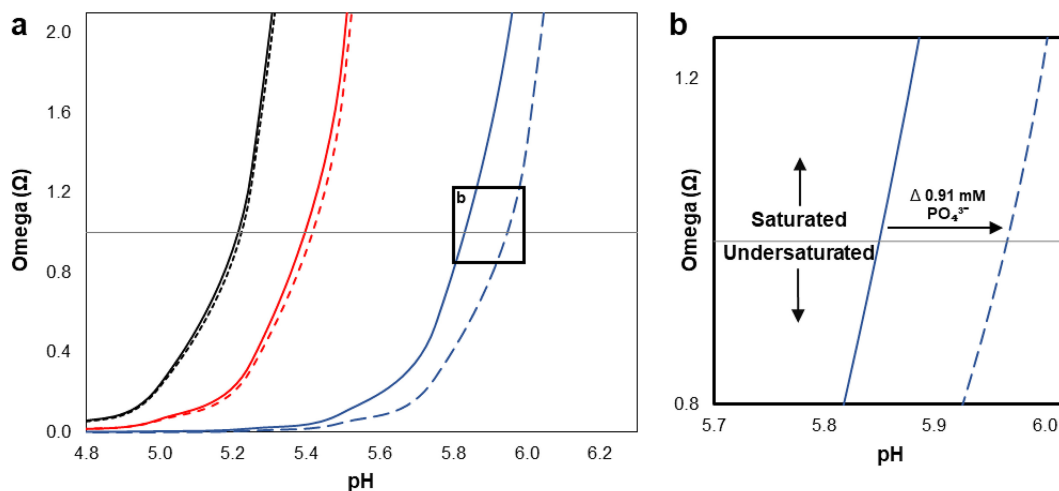 a
2.0
1.6
1.2
0.8
0.4
0.0
Omega (Ω)
b
4.8 5.0 5.2 5.4 5.6 5.8 6.0 6.2
pH
b
1.2
0.8
Omega (Ω)
Δ 0.91 mM
PO₄³⁻
Saturated
Undersaturated
5.7 5.8 5.9 6.0
pH